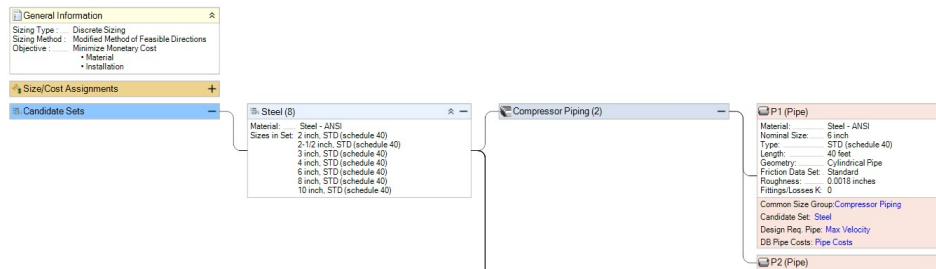 General Information
Sizing Type : Discrete Sizing
Sizing Method : Modified Method of Feasible Directions
Objective : Minimize Monetary Cost
• Material
• Installation
Size/Cost Assignments
Candidate Sets
Steel (8)
Material: Steel - ANSI
Sizes in Set: 2 inch, STD (schedule 40)
2-1/2 inch, STD (schedule 40)
3 inch, STD (schedule 40)
4 inch, STD (schedule 40)
6 inch, STD (schedule 40)
8 inch, STD (schedule 40)
10 inch, STD (schedule 40)
Compressor Piping (2)
P1 (Pipe)
Material: Steel - ANSI
Nominal Size: 6 inch
Type: STD (schedule 40)
Length: 40 feet
Geometry: Cylindrical Pipe
Friction Data Set: Standard
Roughness: 0.0018 inches
Fittings/Losses K: 0
Common Size Group: Compressor Piping
Candidate Set: Steel
Design Req. Pipe: Max Velocity
DB Pipe Costs: Pipe Costs
P2 (Pipe)